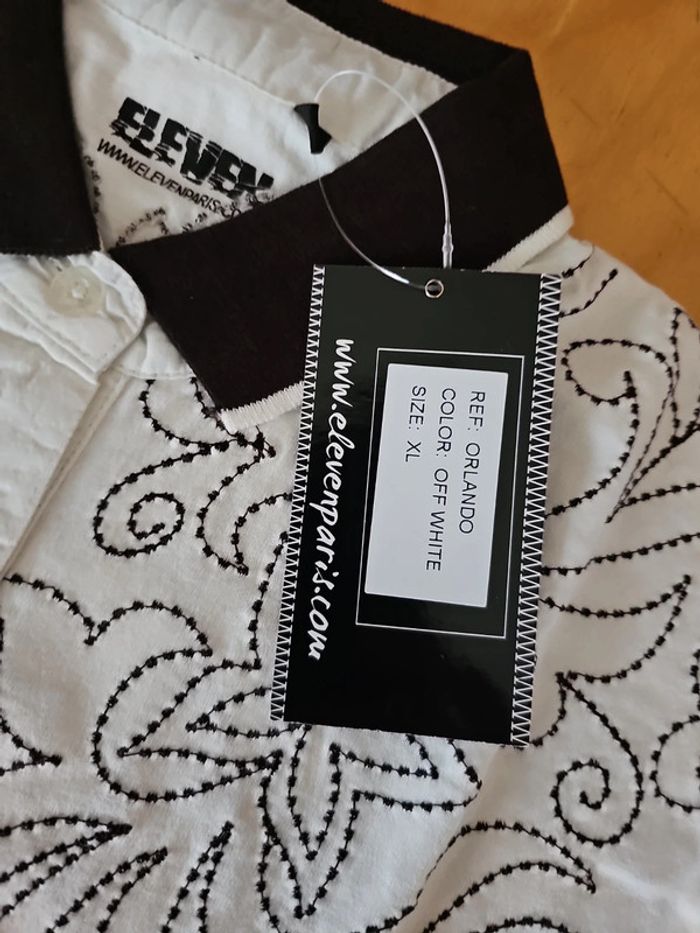 ELEVEN
WWW.ELEVENPARIS.CO
www.elevenparis.com
REF: ORLANDO
COLOR: OFF WHITE
SIZE: XL